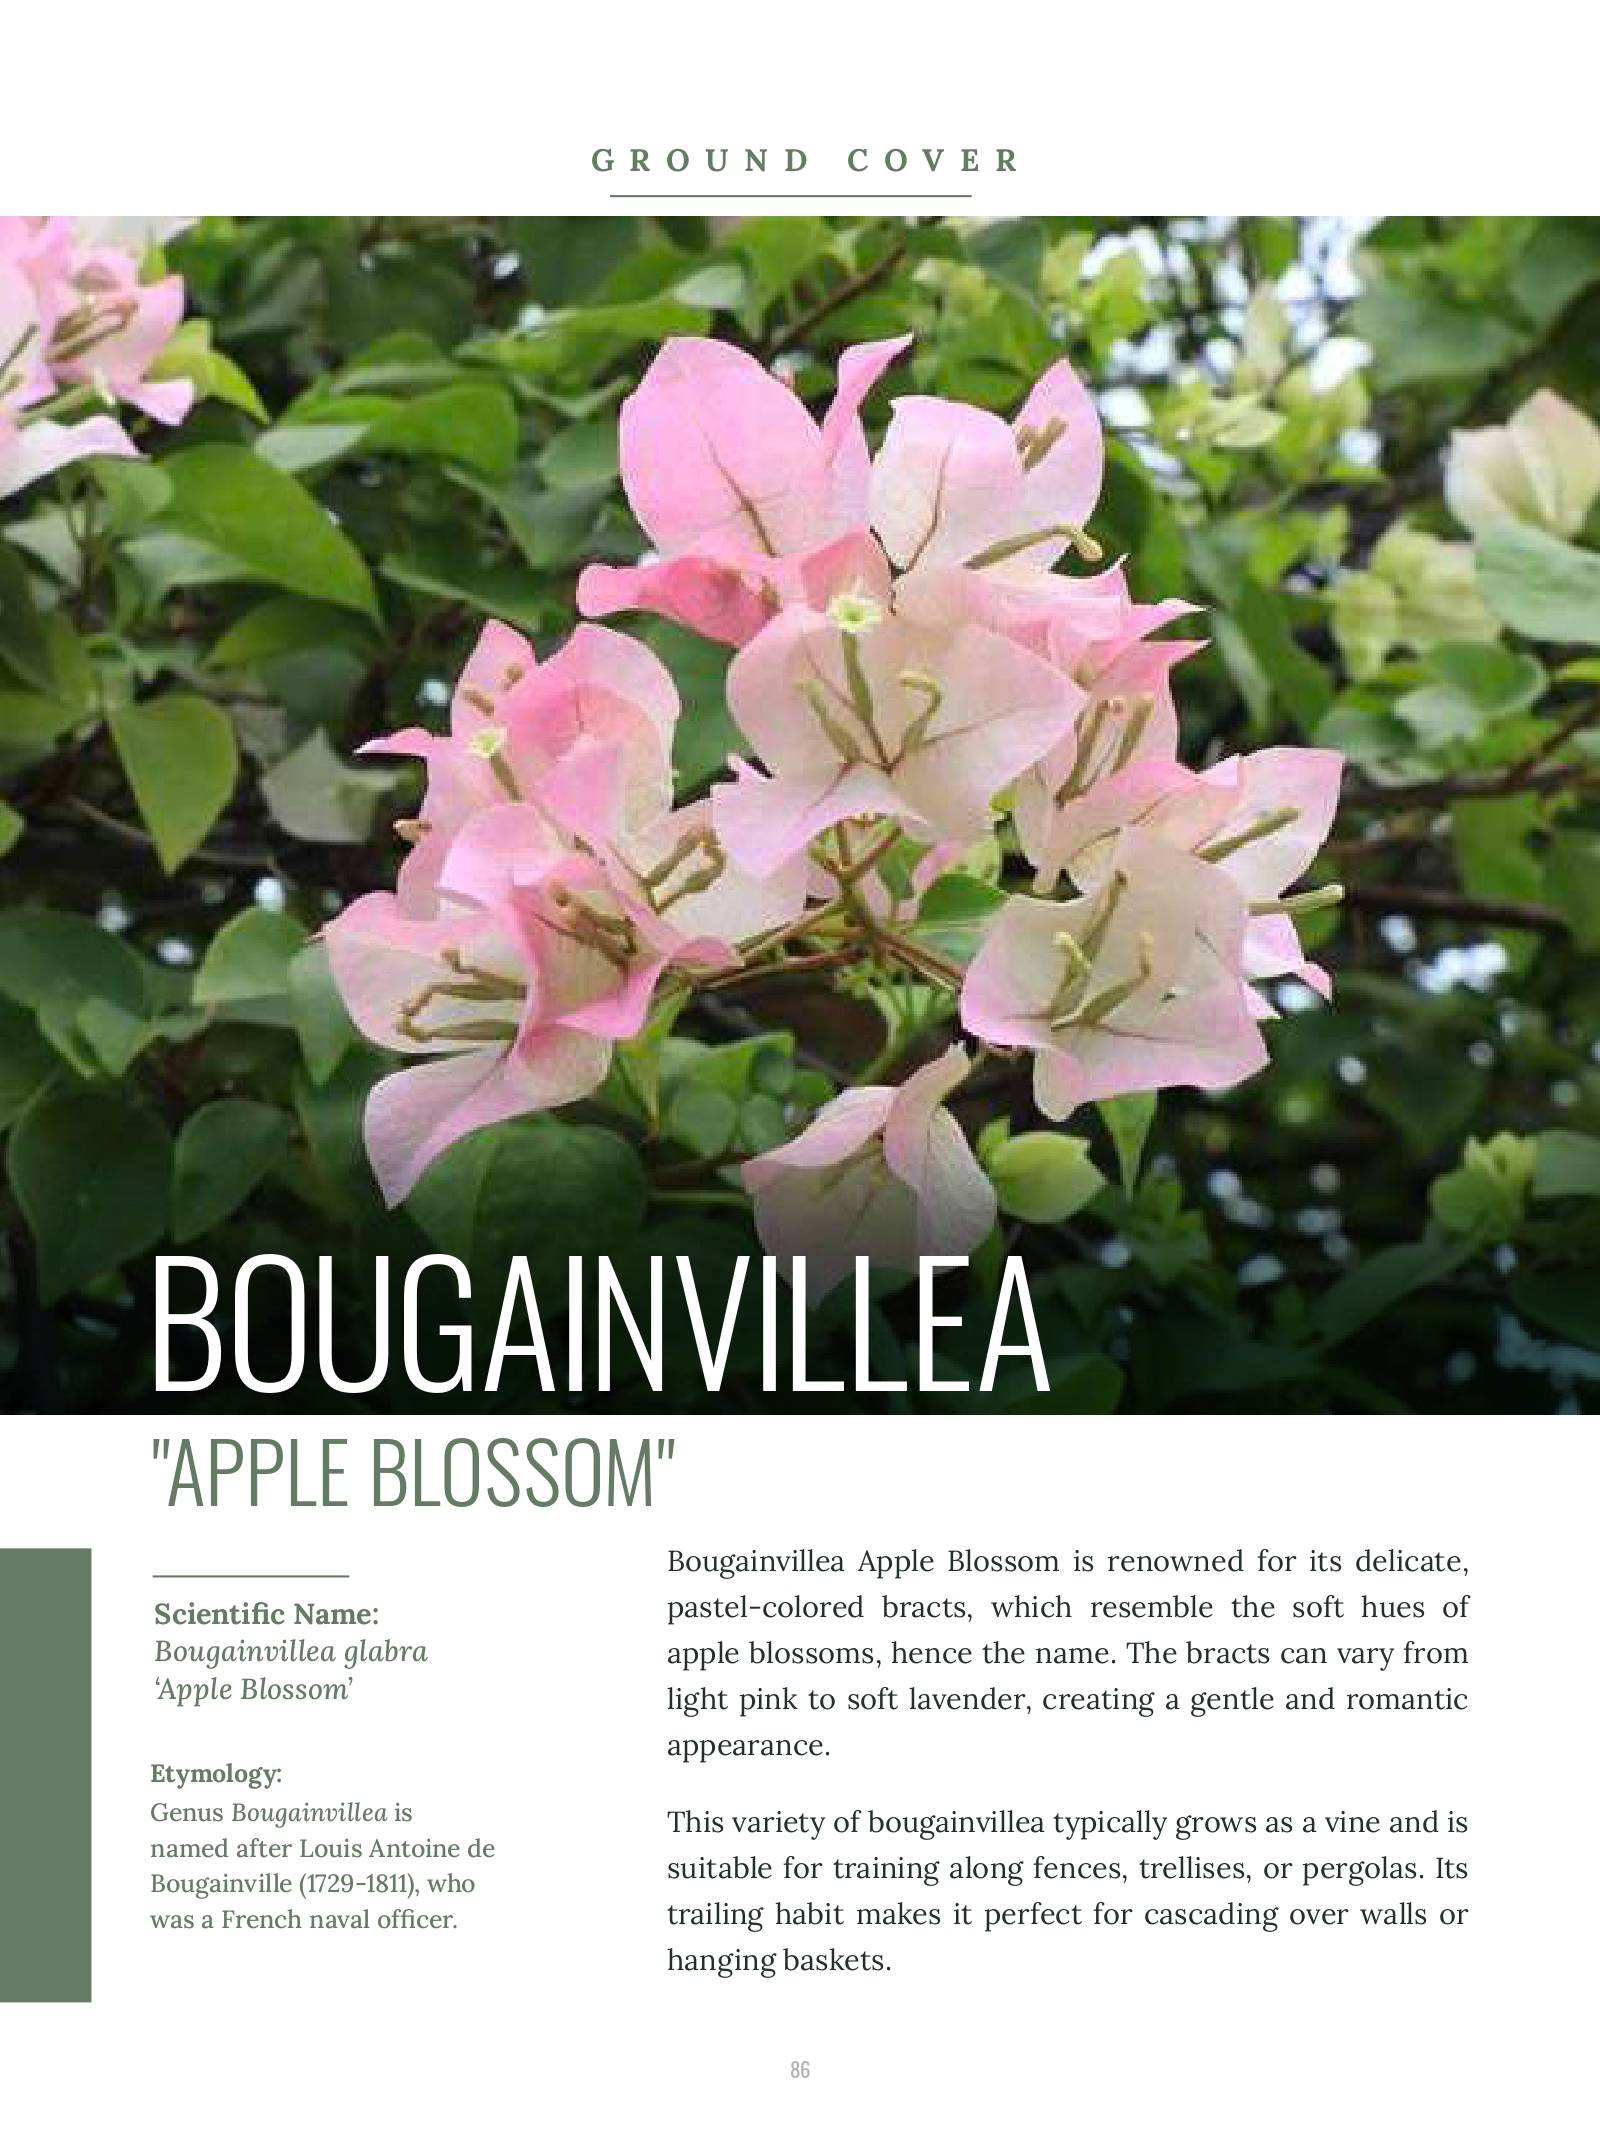 GROUND COVER
BOUGAINVILLEA
"APPLE BLOSSOM"
Scientific Name:
Bougainvillea glabra
‘Apple Blossom’
Etymology:
Genus Bougainvillea is
named after Louis Antoine de
Bougainville (1729-1811), who
was a French naval officer.
Bougainvillea Apple Blossom is renowned for its delicate,
pastel-colored bracts, which resemble the soft hues of
apple blossoms, hence the name. The bracts can vary from
light pink to soft lavender, creating a gentle and romantic
appearance.
This variety of bougainvillea typically grows as a vine and is
suitable for training along fences, trellises, or pergolas. Its
trailing habit makes it perfect for cascading over walls or
hanging baskets.
86